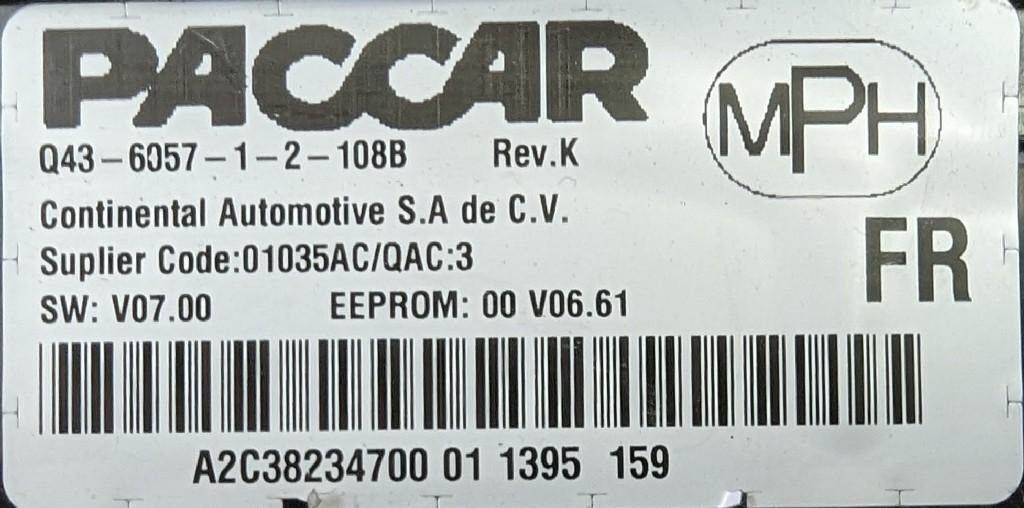 PACCAR
MPH
Q43-6057-1-2-108B Rev.K
Continental Automotive S.A de C.V.
FR
Suplier Code:01035AC/QAC:3
SW: V07.00 EEPROM: 00 V06.61
A2C38234700 01 1395 159